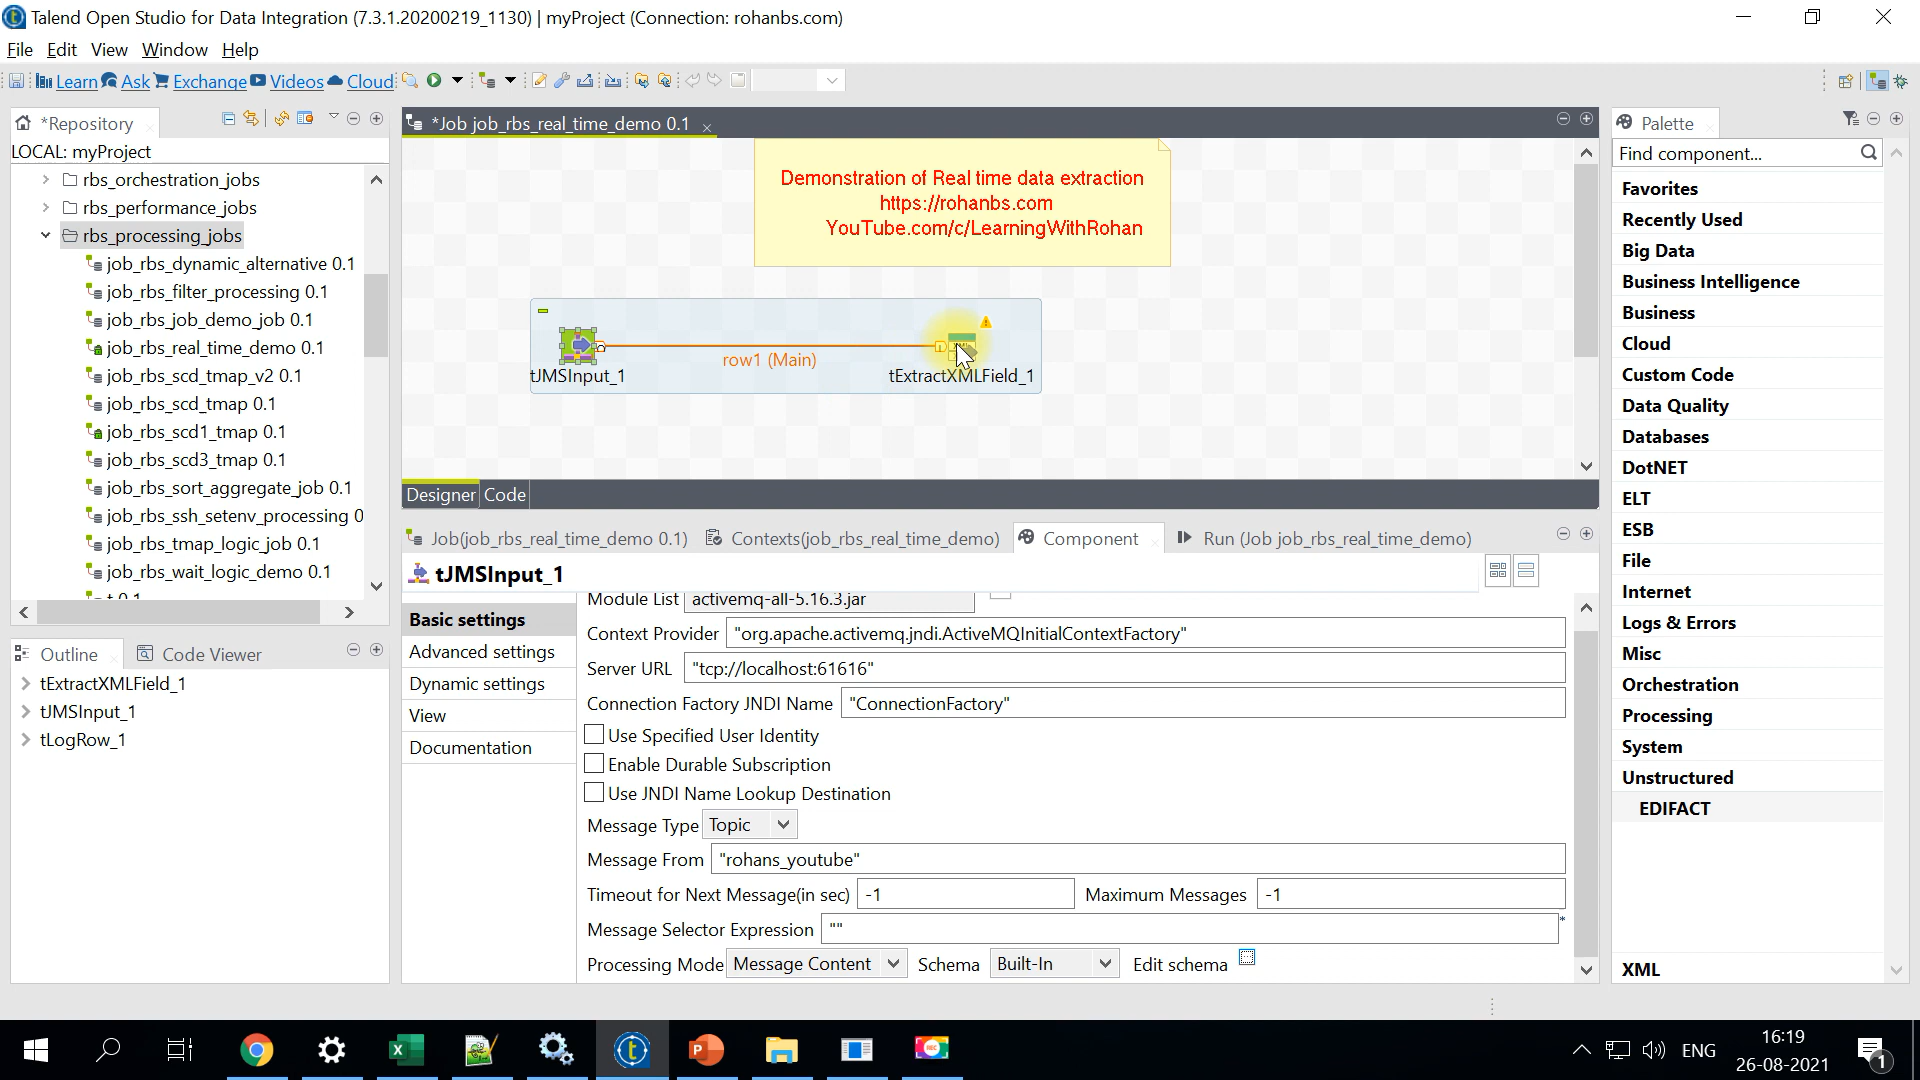 Talend Open Studio for Data Integration (7.3.1.20200219_1130) | myProject (Connection: rohanbs.com)
File Edit View Window Help
Learn Ask Exchange Videos Cloud
*Repository
LOCAL: myProject
rbs_orchestration_jobs
rbs_performance_jobs
rbs_processing_jobs
job_rbs_dynamic_alternative 0.1
job_rbs_filter_processing 0.1
job_rbs_job_demo_job 0.1
job_rbs_real_time_demo 0.1
job_rbs_scd_tmap_v2 0.1
job_rbs_scd_tmap 0.1
job_rbs_scd1_tmap 0.1
job_rbs_scd3_tmap 0.1
job_rbs_sort_aggregate_job 0.1
job_rbs_ssh_setenv_processing 0
job_rbs_tmap_logic_job 0.1
job_rbs_wait_logic_demo 0.1
Outline Code Viewer
tExtractXMLField_1
tJMSInput_1
tLogRow_1
*Job job_rbs_real_time_demo 0.1
Demonstration of Real time data extraction
https://rohanbs.com
YouTube.com/c/LearningWithRohan
row1 (Main)
tJMSInput_1
tExtractXMLField_1
Designer Code
Job(job_rbs_real_time_demo 0.1) Contexts(job_rbs_real_time_demo) Component Run (Job job_rbs_real_time_demo)
tJMSInput_1
Basic settings
Advanced settings
Dynamic settings
View
Documentation
Module List activemq-all-5.16.3.jar
Context Provider "org.apache.activemq.jndi.ActiveMQInitialContextFactory"
Server URL "tcp://localhost:61616"
Connection Factory JNDI Name "ConnectionFactory"
Use Specified User Identity
Enable Durable Subscription
Use JNDI Name Lookup Destination
Message Type Topic
Message From "rohans_youtube"
Timeout for Next Message(in sec) -1 Maximum Messages -1
Message Selector Expression "" *
Processing Mode Message Content Schema Built-In Edit schema
Palette
Find component...
Favorites
Recently Used
Big Data
Business Intelligence
Business
Cloud
Custom Code
Data Quality
Databases
DotNET
ELT
ESB
File
Internet
Logs & Errors
Misc
Orchestration
Processing
System
Unstructured
EDIFACT
XML
ENG
16:19
26-08-2021
1